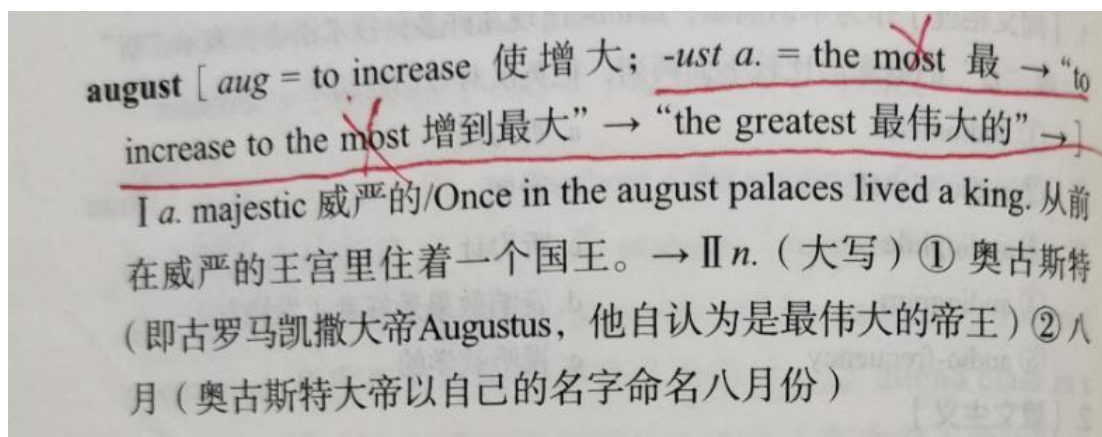 august [ aug = to increase 使增大；-ust a. = the most 最 → “to
increase to the most 增到最大” → “the greatest 最伟大的” → ]
Ⅰ a. majestic 威严的/Once in the august palaces lived a king. 从前
在威严的王宫里住着一个国王。→ Ⅱ n.（大写）① 奥古斯特
（即古罗马凯撒大帝Augustus，他自认为是最伟大的帝王）② 八
月（奥古斯特大帝以自己的名字命名八月份）